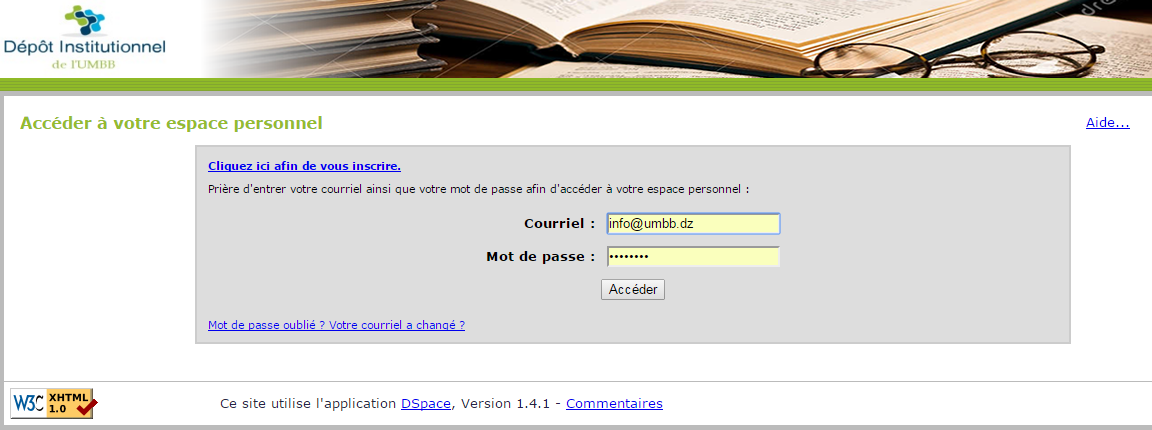 Dépôt Institutionnel
de l'UMBB
Accéder à votre espace personnel
Aide...
Cliquez ici afin de vous inscrire.
Prière d'entrer votre courriel ainsi que votre mot de passe afin d'accéder à votre espace personnel :
Courriel : info@umbb.dz
Mot de passe : ••••••••
Accéder
Mot de passe oublié ? Votre courriel a changé ?
W3C XHTML 1.0
Ce site utilise l'application DSpace, Version 1.4.1 - Commentaires